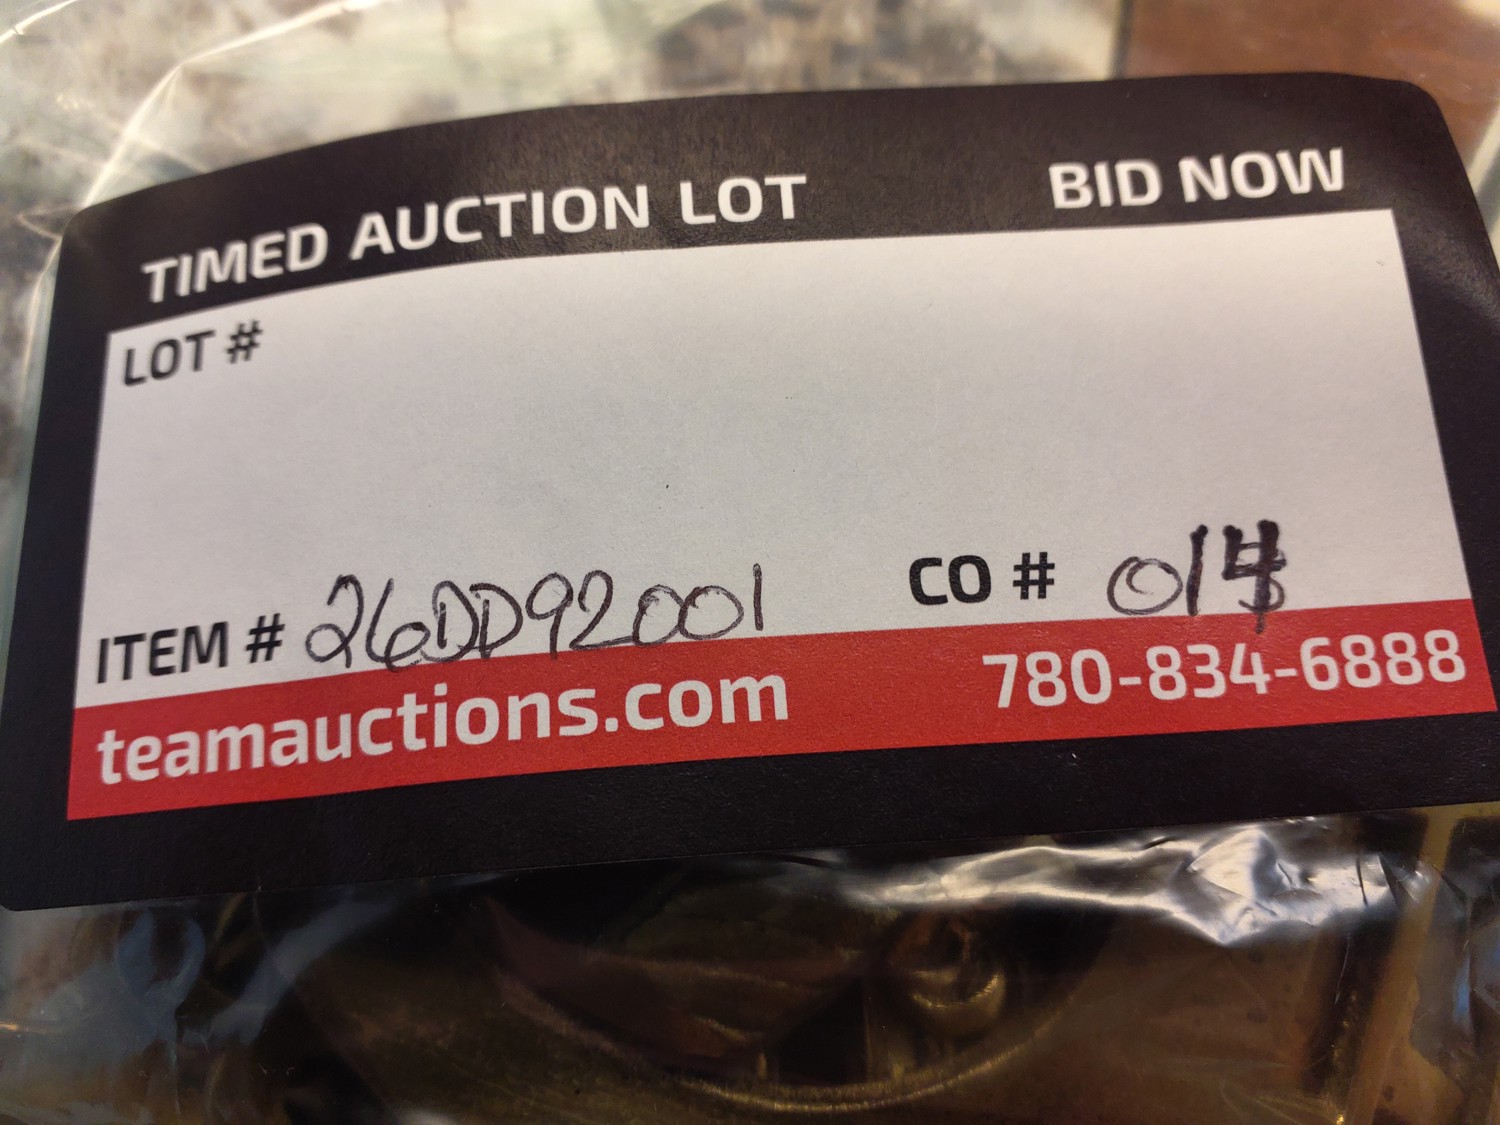 TIMED AUCTION LOT BID NOW
LOT #
ITEM # 26DD92001 CO # 014
teamauctions.com 780-834-6888